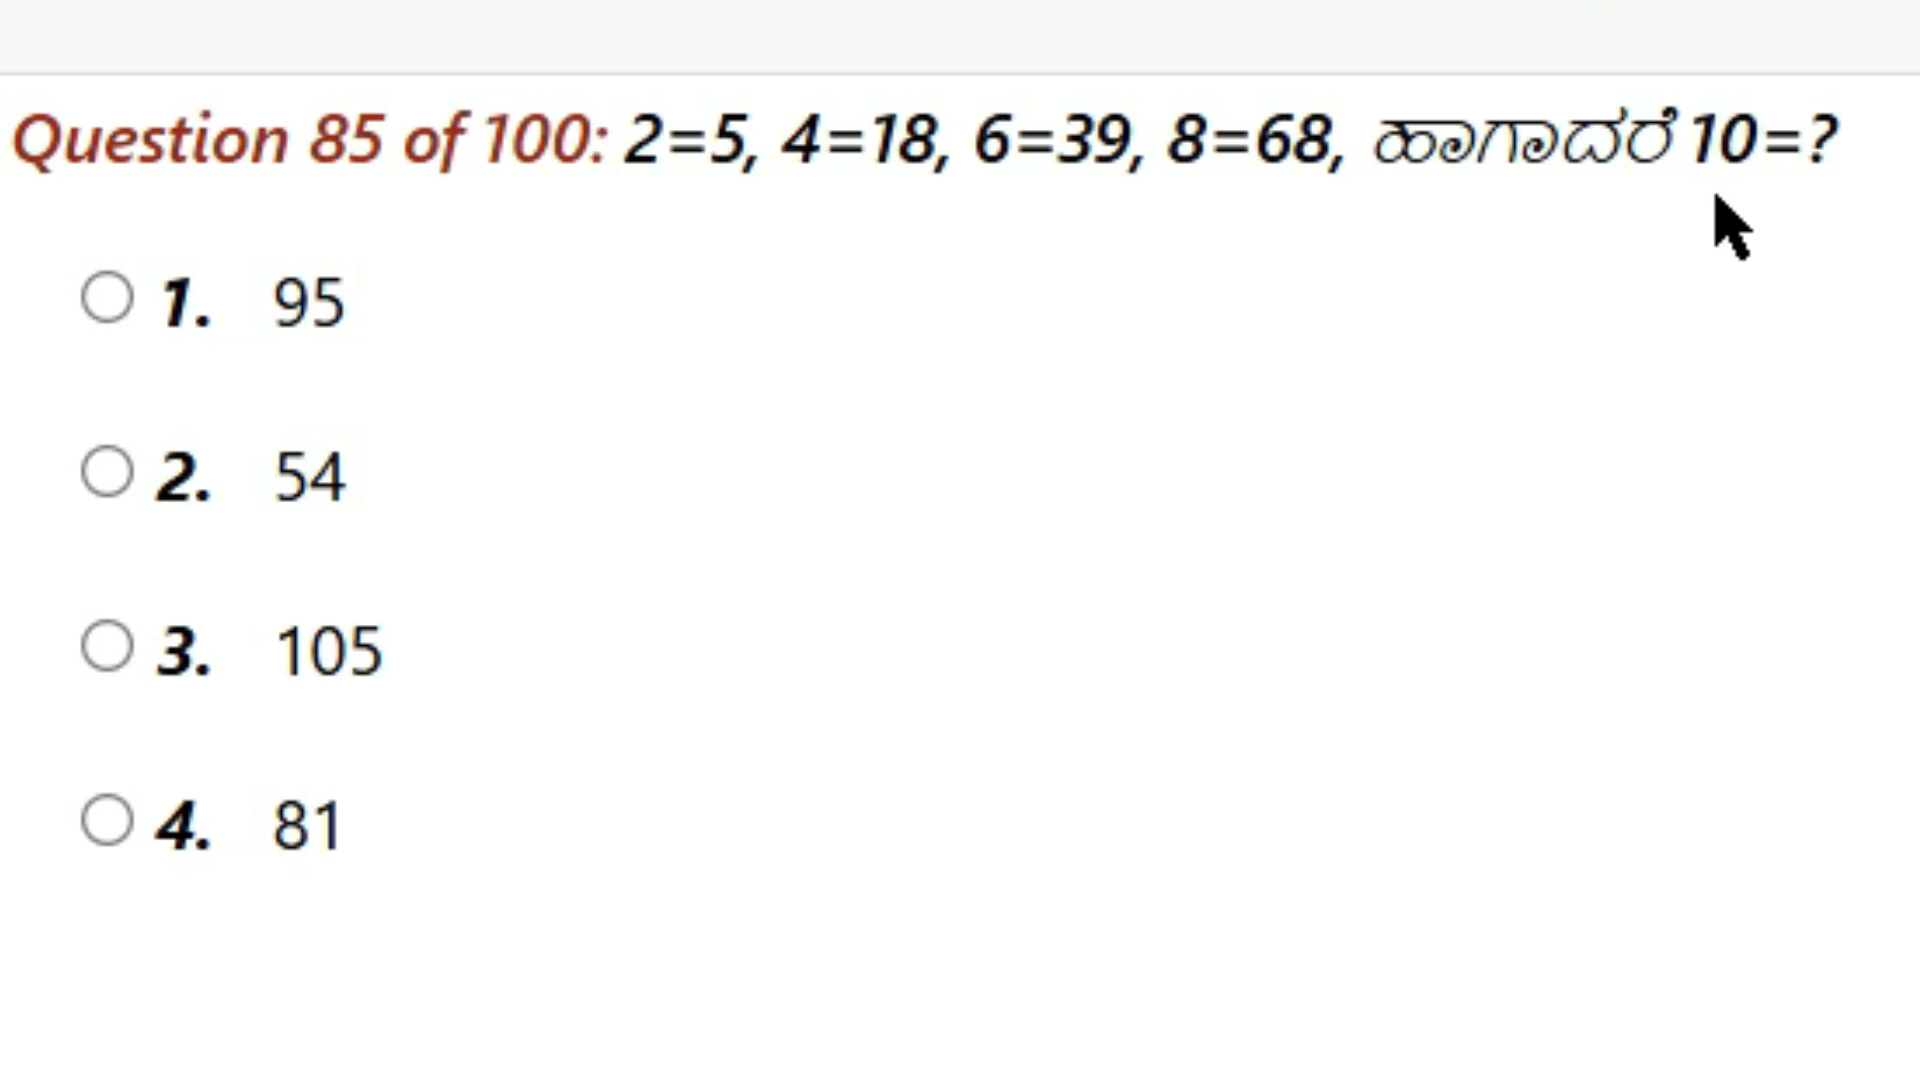 Question 85 of 100: 2=5, 4=18, 6=39, 8=68, ಹಾಗಾದರೆ 10=?
1. 95
2. 54
3. 105
4. 81